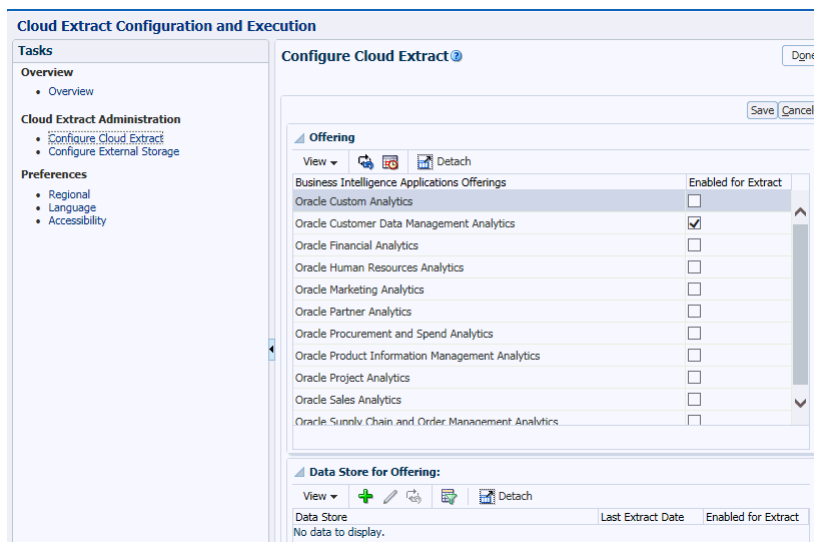 Cloud Extract Configuration and Execution
Tasks
Overview
Overview
Cloud Extract Administration
Configure Cloud Extract
Configure External Storage
Preferences
Regional
Language
Accessibility
Configure Cloud Extract
Done
Save Cancel
Offering
View Detach
Business Intelligence Applications Offerings Enabled for Extract
Oracle Custom Analytics
Oracle Customer Data Management Analytics
Oracle Financial Analytics
Oracle Human Resources Analytics
Oracle Marketing Analytics
Oracle Partner Analytics
Oracle Procurement and Spend Analytics
Oracle Product Information Management Analytics
Oracle Project Analytics
Oracle Sales Analytics
Oracle Supply Chain and Order Management Analytics
Data Store for Offering:
View Detach
Data Store Last Extract Date Enabled for Extract
No data to display.